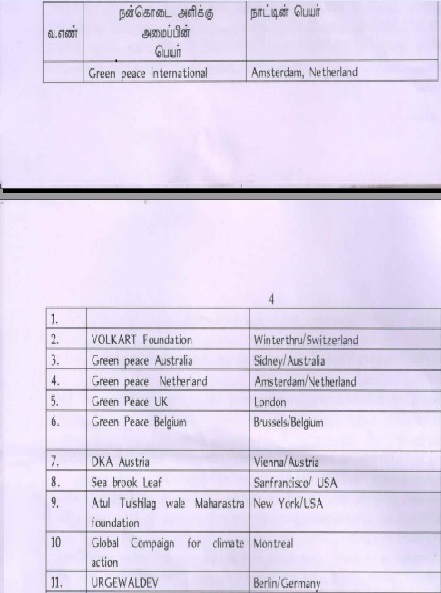 வ.எண் நன்கொடை அளிக்கு நாட்டின் பெயர்
அமைப்பின்
பெயர்
Green peace International Amsterdam, Netherland
4
1.
2. VOLKART Foundation Winterthru/Switzerland
3. Green peace Australia Sidney/Australia
4. Green peace Netherland Amsterdam/Netherland
5. Green Peace UK London
6. Green Peace Belgium Brussels/Belgium
7. DKA Austria Vienna/Austria
8. Sea brook Leaf Sanfrancisco/ USA
9. Atul Tushilag wale Maharastra New York/USA
foundation
10 Global Compaign for climate Montreal
action
11. URGEWALDEV Berlin/Germany